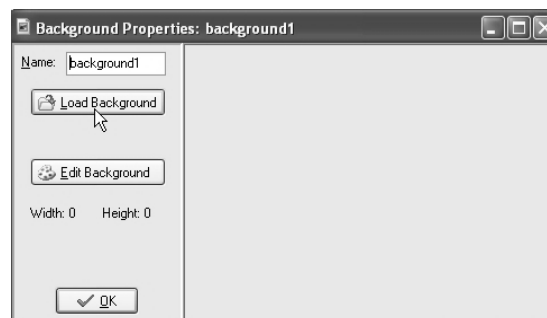 Background Properties: background1
Name: background1
Load Background
Edit Background
Width: 0 Height: 0
OK